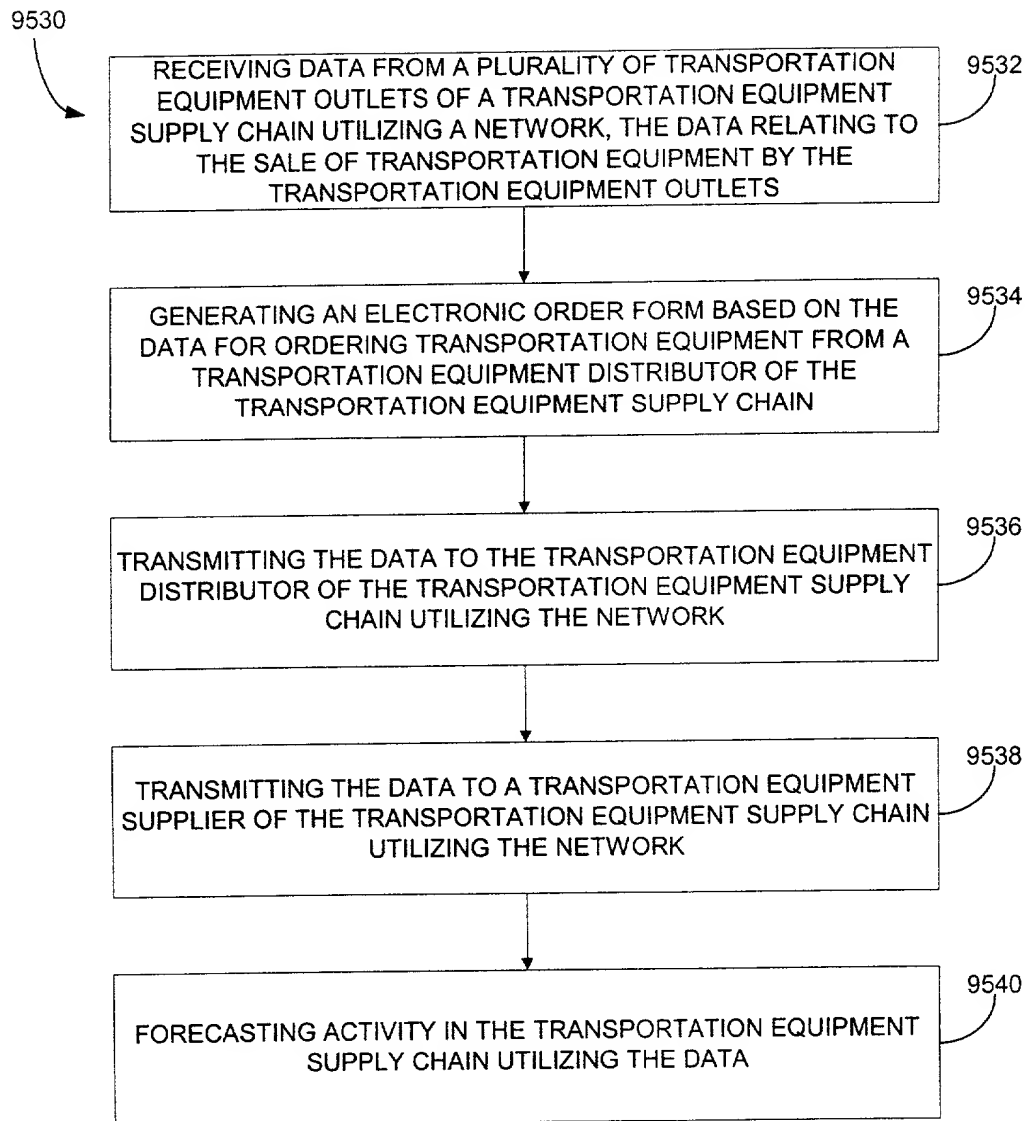 9530
RECEIVING DATA FROM A PLURALITY OF TRANSPORTATION
EQUIPMENT OUTLETS OF A TRANSPORTATION EQUIPMENT
SUPPLY CHAIN UTILIZING A NETWORK, THE DATA RELATING TO
THE SALE OF TRANSPORTATION EQUIPMENT BY THE
TRANSPORTATION EQUIPMENT OUTLETS
9532
GENERATING AN ELECTRONIC ORDER FORM BASED ON THE
DATA FOR ORDERING TRANSPORTATION EQUIPMENT FROM A
TRANSPORTATION EQUIPMENT DISTRIBUTOR OF THE
TRANSPORTATION EQUIPMENT SUPPLY CHAIN
9534
TRANSMITTING THE DATA TO THE TRANSPORTATION EQUIPMENT
DISTRIBUTOR OF THE TRANSPORTATION EQUIPMENT SUPPLY
CHAIN UTILIZING THE NETWORK
9536
TRANSMITTING THE DATA TO A TRANSPORTATION EQUIPMENT
SUPPLIER OF THE TRANSPORTATION EQUIPMENT SUPPLY CHAIN
UTILIZING THE NETWORK
9538
FORECASTING ACTIVITY IN THE TRANSPORTATION EQUIPMENT
SUPPLY CHAIN UTILIZING THE DATA
9540